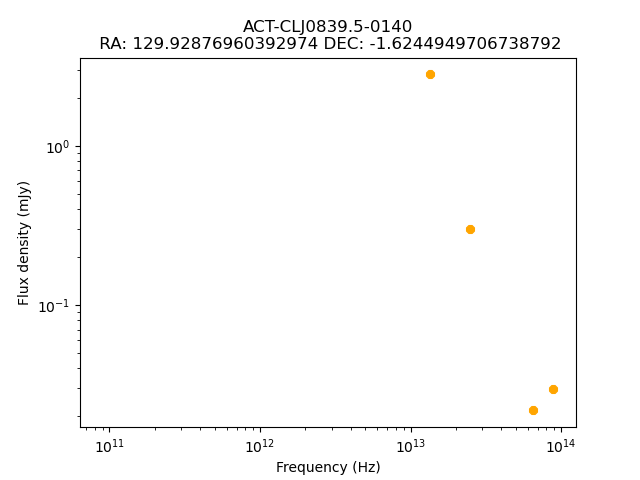 ACT-CLJ0839.5-0140
RA: 129.92876960392974 DEC: -1.6244949706738792
Flux density (mJy)
10⁰
10⁻¹
10¹¹ 10¹² 10¹³ 10¹⁴
Frequency (Hz)